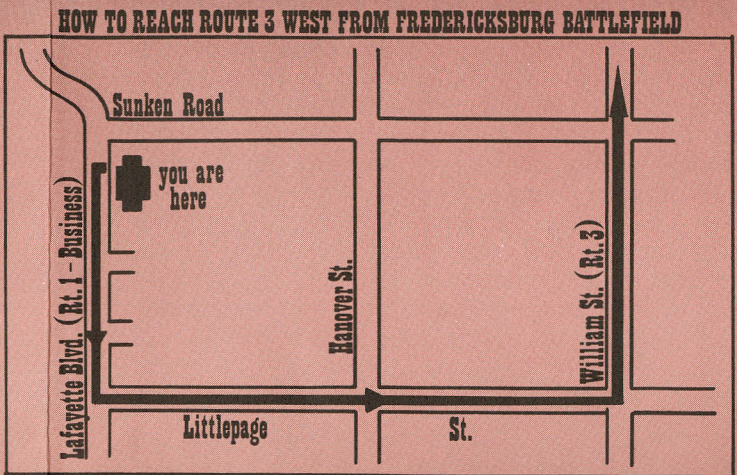 HOW TO REACH ROUTE 3 WEST FROM FREDERICKSBURG BATTLEFIELD
Sunken Road
you are
here
Lafayette Blvd. (Rt. 1 - Business)
Hanover St.
William St. (Rt. 3)
Littlepage St.